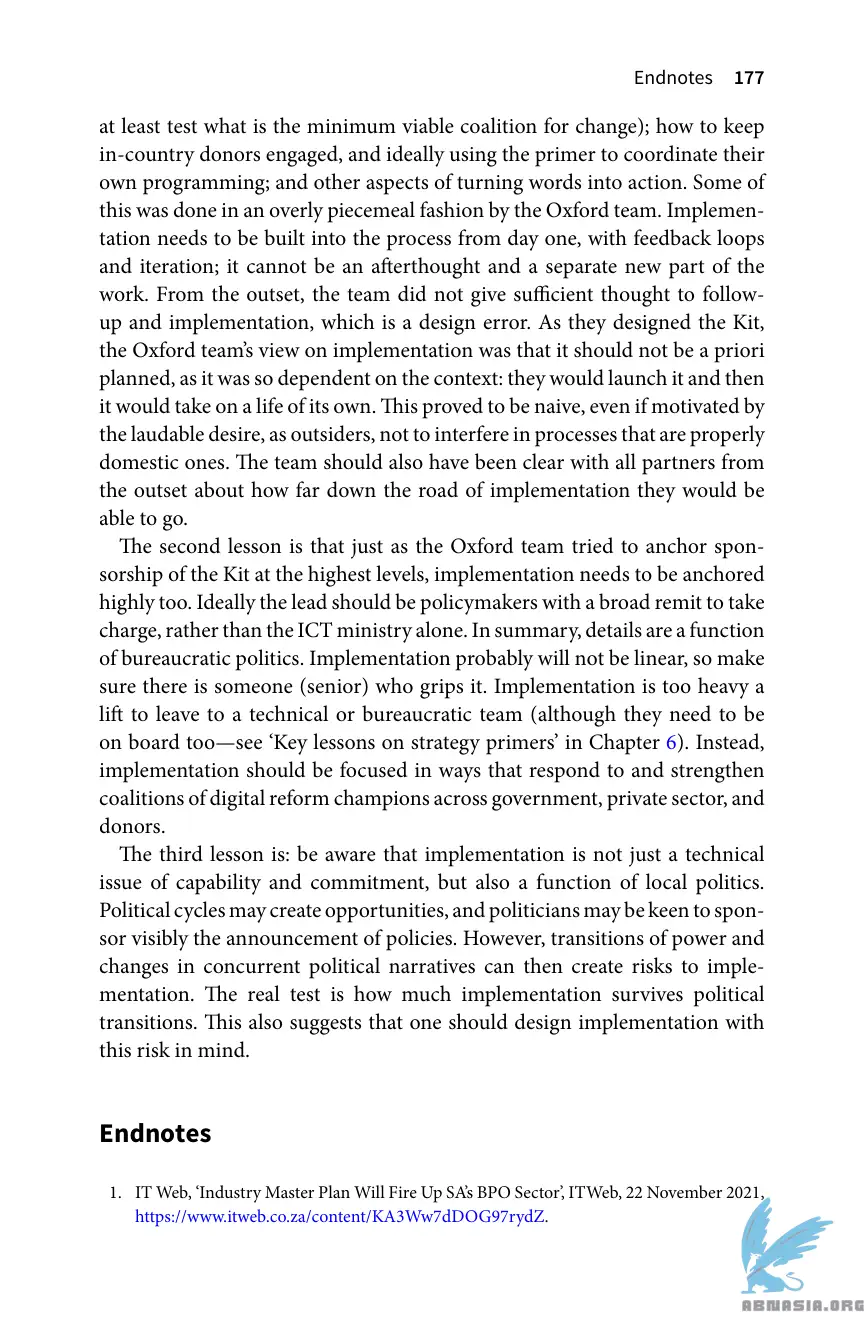 Endnotes 177
at least test what is the minimum viable coalition for change); how to keep
in-country donors engaged, and ideally using the primer to coordinate their
own programming; and other aspects of turning words into action. Some of
this was done in an overly piecemeal fashion by the Oxford team. Implemen-
tation needs to be built into the process from day one, with feedback loops
and iteration; it cannot be an afterthought and a separate new part of the
work. From the outset, the team did not give sufficient thought to follow-
up and implementation, which is a design error. As they designed the Kit,
the Oxford team’s view on implementation was that it should not be a priori
planned, as it was so dependent on the context: they would launch it and then
it would take on a life of its own. This proved to be naive, even if motivated by
the laudable desire, as outsiders, not to interfere in processes that are properly
domestic ones. The team should also have been clear with all partners from
the outset about how far down the road of implementation they would be
able to go.
The second lesson is that just as the Oxford team tried to anchor spon-
sorship of the Kit at the highest levels, implementation needs to be anchored
highly too. Ideally the lead should be policymakers with a broad remit to take
charge, rather than the ICT ministry alone. In summary, details are a function
of bureaucratic politics. Implementation probably will not be linear, so make
sure there is someone (senior) who grips it. Implementation is too heavy a
lift to leave to a technical or bureaucratic team (although they need to be
on board too—see ‘Key lessons on strategy primers’ in Chapter 6). Instead,
implementation should be focused in ways that respond to and strengthen
coalitions of digital reform champions across government, private sector, and
donors.
The third lesson is: be aware that implementation is not just a technical
issue of capability and commitment, but also a function of local politics.
Political cycles may create opportunities, and politicians may be keen to spon-
sor visibly the announcement of policies. However, transitions of power and
changes in concurrent political narratives can then create risks to imple-
mentation. The real test is how much implementation survives political
transitions. This also suggests that one should design implementation with
this risk in mind.
Endnotes
1. IT Web, ‘Industry Master Plan Will Fire Up SA’s BPO Sector’, ITWeb, 22 November 2021,
https://www.itweb.co.za/content/KA3Ww7dDOG97rydZ.
ABNASIA.ORG